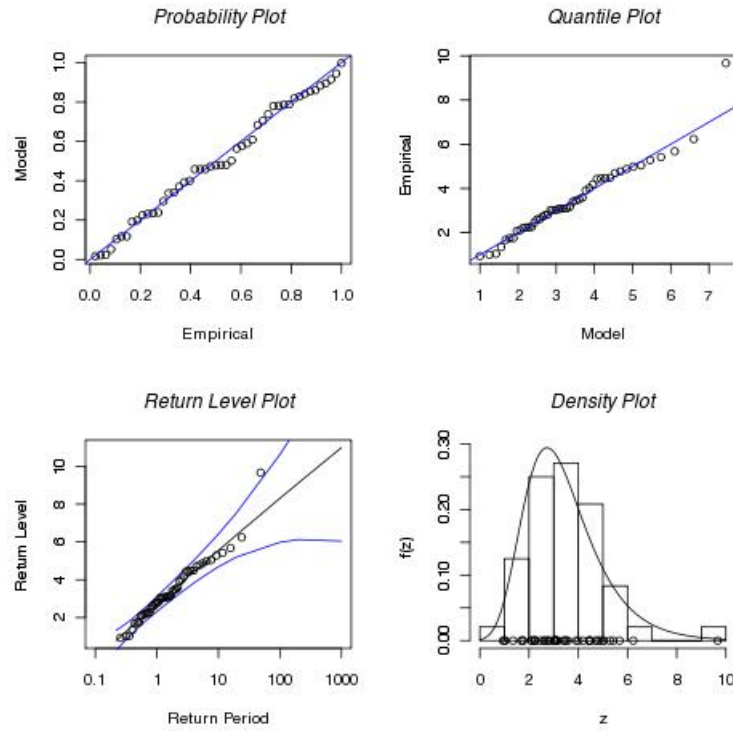 Probability Plot
Model
0.0 0.2 0.4 0.6 0.8 1.0
0.0 0.2 0.4 0.6 0.8 1.0
Empirical
Quantile Plot
Empirical
2 4 6 8 10
1 2 3 4 5 6 7
Model
Return Level Plot
Return Level
2 4 6 8 10
0.1 1 10 100 1000
Return Period
Density Plot
f(z)
0.00 0.10 0.20 0.30
0 2 4 6 8 10
z